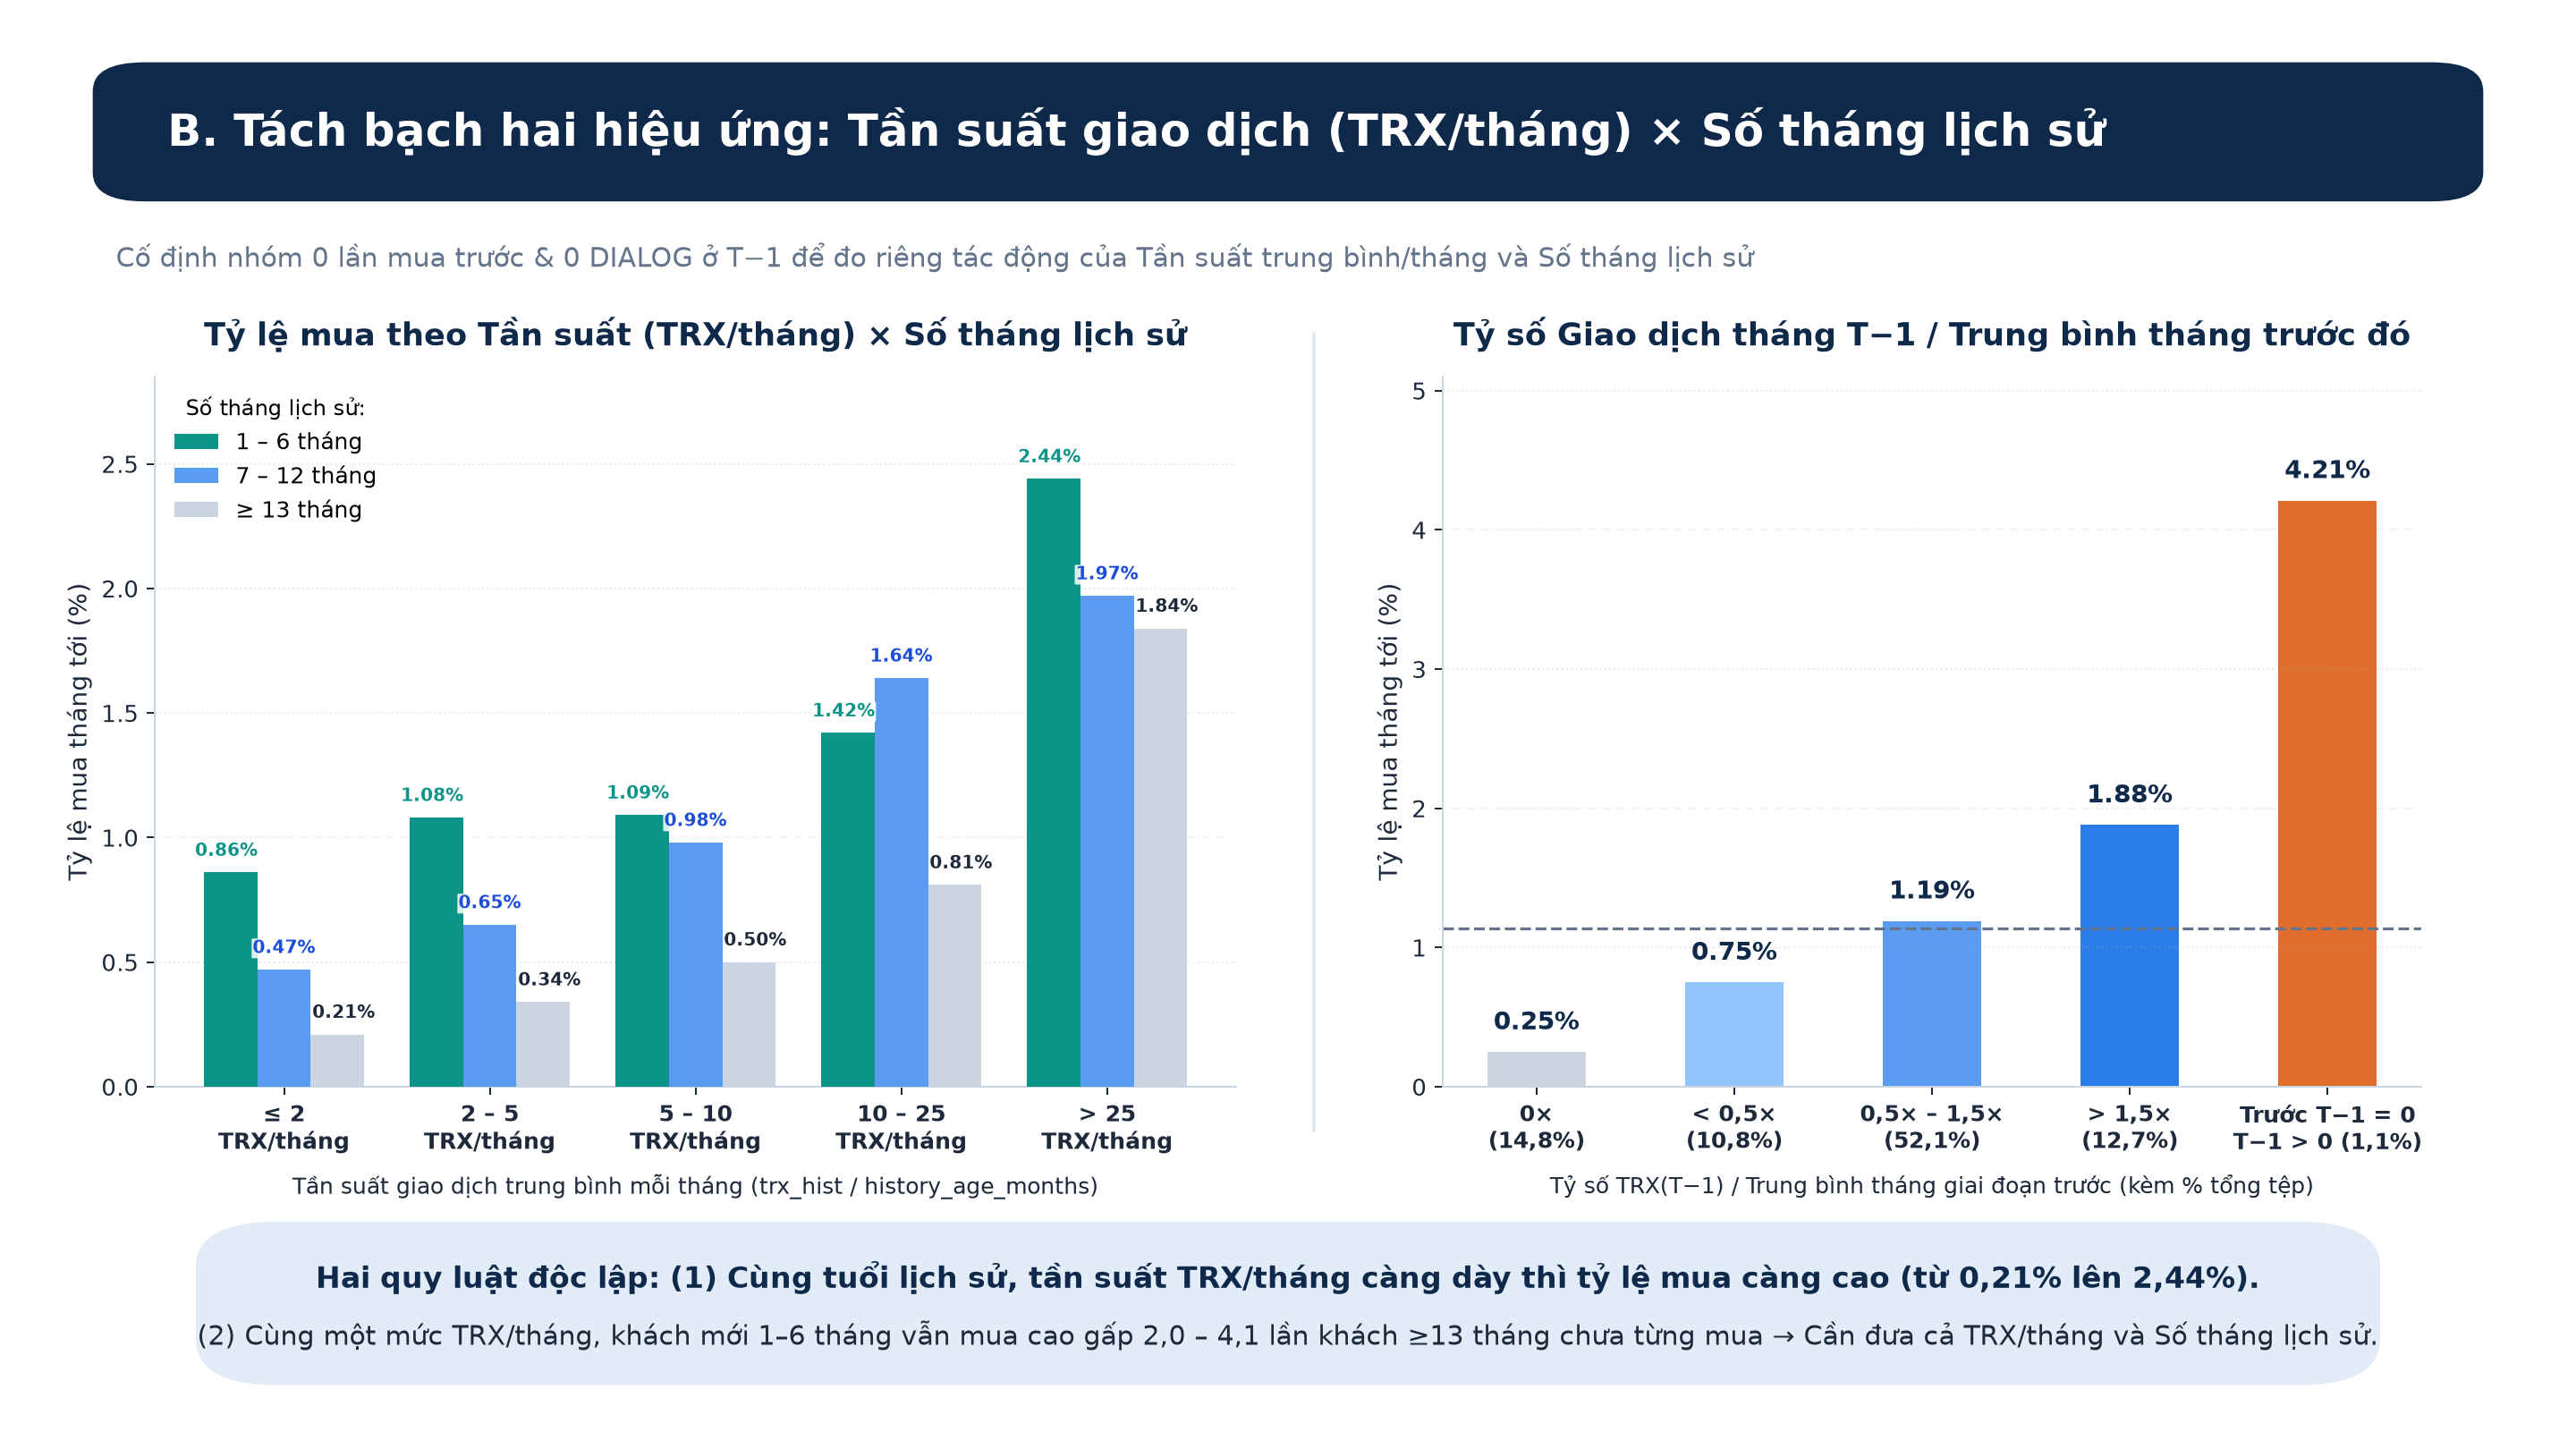 B. Tách bạch hai hiệu ứng: Tần suất giao dịch (TRX/tháng) × Số tháng lịch sử
Cố định nhóm 0 lần mua trước & 0 DIALOG ở T−1 để đo riêng tác động của Tần suất trung bình/tháng và Số tháng lịch sử
Tỷ lệ mua theo Tần suất (TRX/tháng) × Số tháng lịch sử
Số tháng lịch sử:
1 – 6 tháng
7 – 12 tháng
≥ 13 tháng
Tỷ lệ mua tháng tới (%)
2.5
2.0
1.5
1.0
0.5
0.0
0.86%
0.47%
0.21%
1.08%
0.65%
0.34%
1.09%
0.98%
0.50%
1.42%
1.64%
0.81%
2.44%
1.97%
1.84%
≤ 2
TRX/tháng
2 – 5
TRX/tháng
5 – 10
TRX/tháng
10 – 25
TRX/tháng
> 25
TRX/tháng
Tần suất giao dịch trung bình mỗi tháng (trx_hist / history_age_months)
Tỷ số Giao dịch tháng T−1 / Trung bình tháng trước đó
Tỷ lệ mua tháng tới (%)
5
4
3
2
1
0
0.25%
0.75%
1.19%
1.88%
4.21%
0×
(14,8%)
< 0,5×
(10,8%)
0,5× – 1,5×
(52,1%)
> 1,5×
(12,7%)
Trước T−1 = 0
T−1 > 0 (1,1%)
Tỷ số TRX(T−1) / Trung bình tháng giai đoạn trước (kèm % tổng tệp)
Hai quy luật độc lập: (1) Cùng tuổi lịch sử, tần suất TRX/tháng càng dày thì tỷ lệ mua càng cao (từ 0,21% lên 2,44%).
(2) Cùng một mức TRX/tháng, khách mới 1–6 tháng vẫn mua cao gấp 2,0 – 4,1 lần khách ≥13 tháng chưa từng mua → Cần đưa cả TRX/tháng và Số tháng lịch sử.